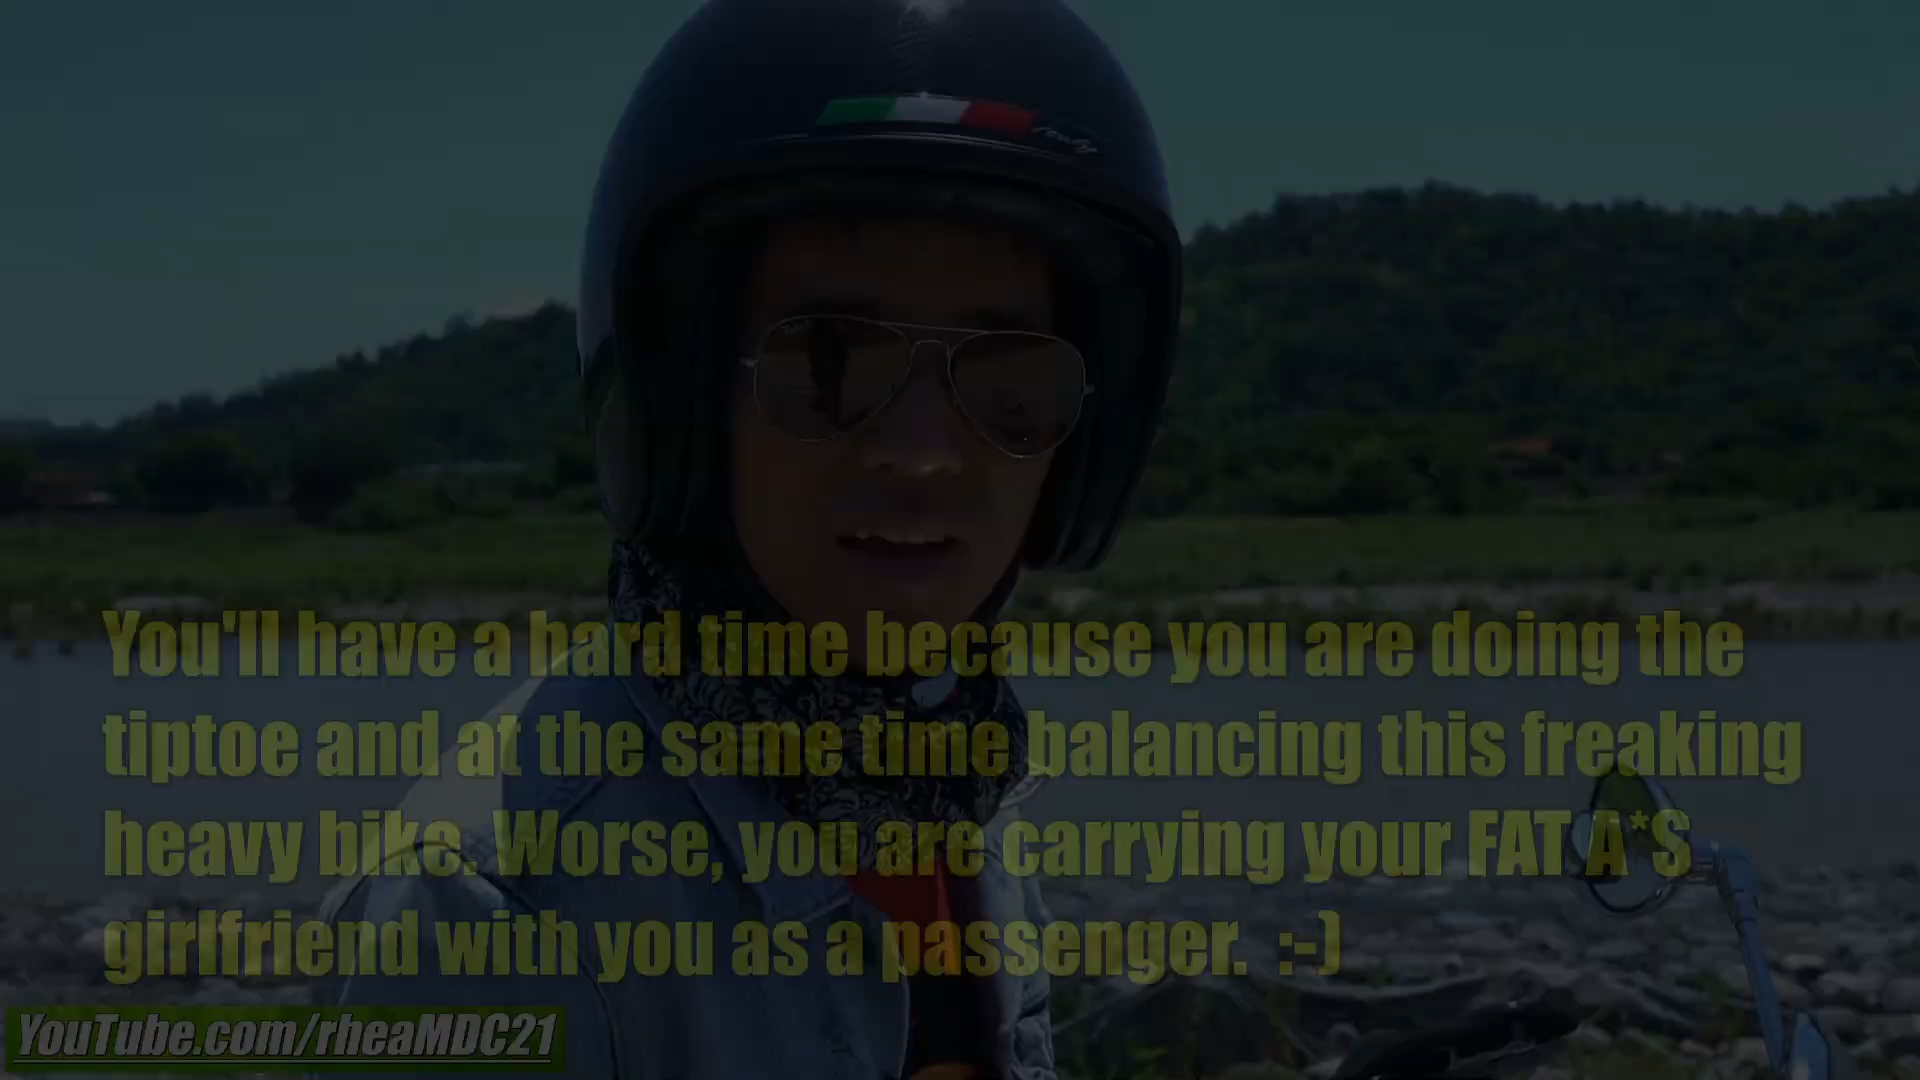 You'll have a hard time because you are doing the
tiptoe and at the same time balancing this freaking
heavy bike. Worse, you are carrying your FAT A*S
girlfriend with you as a passenger. :-)
YouTube.com/rheaMDC21